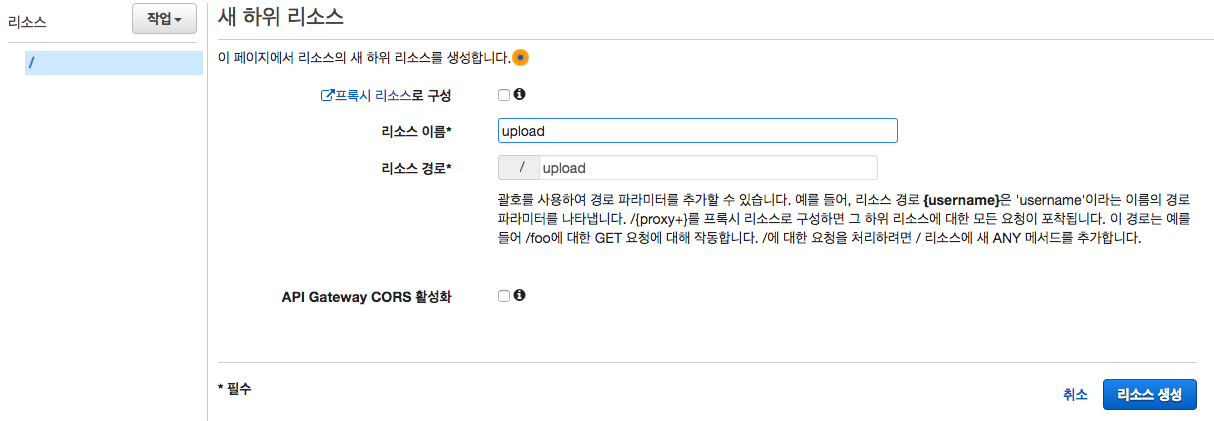 리소스
작업
/
새 하위 리소스
이 페이지에서 리소스의 새 하위 리소스를 생성합니다.
프록시 리소스로 구성
리소스 이름*
upload
리소스 경로*
/ upload
괄호를 사용하여 경로 파라미터를 추가할 수 있습니다. 예를 들어, 리소스 경로 {username}은 'username'이라는 이름의 경로
파라미터를 나타냅니다. /{proxy+}를 프록시 리소스로 구성하면 그 하위 리소스에 대한 모든 요청이 포착됩니다. 이 경로는 예를
들어 /foo에 대한 GET 요청에 대해 작동합니다. /에 대한 요청을 처리하려면 / 리소스에 새 ANY 메서드를 추가합니다.
API Gateway CORS 활성화
* 필수
취소
리소스 생성